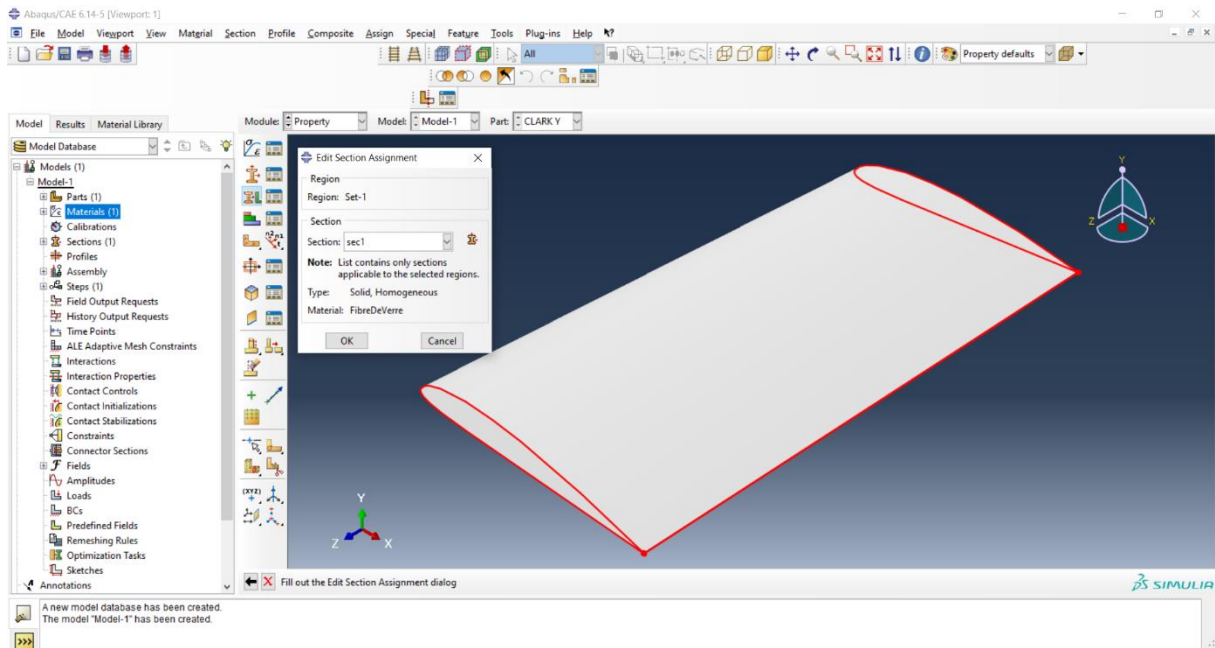 Abaqus/CAE 6.14-5 [Viewport: 1]
File Model Viewport View Material Section Profile Composite Assign Special Feature Tools Plug-ins Help
All
Property defaults
Model Results Material Library
Module: Property Model: Model-1 Part: CLARK Y
Model Database
Models (1)
Model-1
Parts (1)
Materials (1)
Calibrations
Sections (1)
Profiles
Assembly
Steps (1)
Field Output Requests
History Output Requests
Time Points
ALE Adaptive Mesh Constraints
Interactions
Interaction Properties
Contact Controls
Contact Initializations
Contact Stabilizations
Constraints
Connector Sections
Fields
Amplitudes
Loads
BCs
Predefined Fields
Remeshing Rules
Optimization Tasks
Sketches
Annotations
Edit Section Assignment
Region
Region: Set-1
Section
Section: sec1
Note: List contains only sections
applicable to the selected regions.
Type: Solid, Homogeneous
Material: FibreDeVerre
OK Cancel
(XYZ)
Y
Z X
Y
Z X
Fill out the Edit Section Assignment dialog
SIMULIA
A new model database has been created.
The model "Model-1" has been created.
>>>